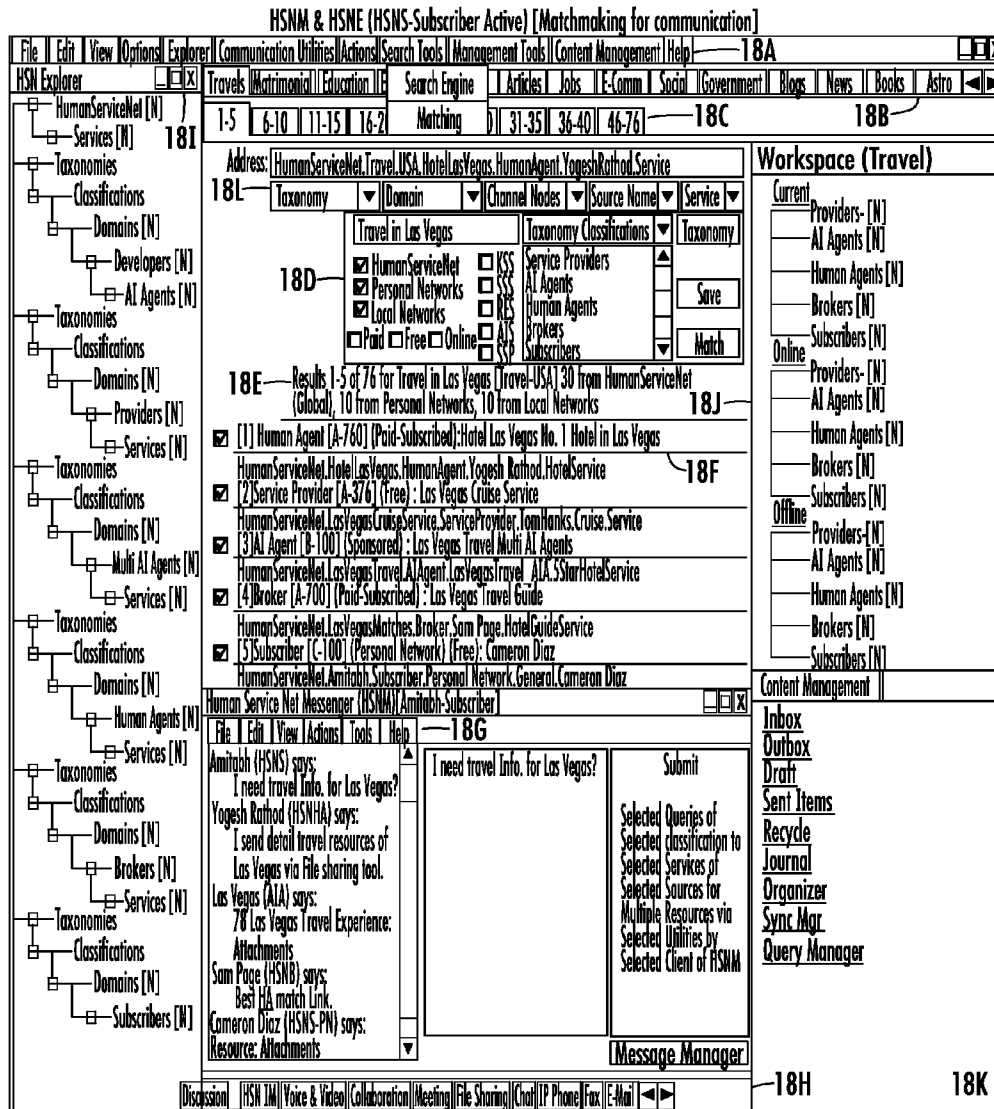 HSNM & HSNE (HSNS-Subscriber Active) [Matchmaking for communication]
File Edit View Options Explorer Communication Utilities Actions Search Tools Management Tools Content Management Help 18A
HSN Explorer X
Travels Matrimonial Education E Search Engine Articles Jobs E-Comm Social Government Blogs News Books Astro
1-5 6-10 11-15 16-2 Matching 0 31-35 36-40 46-76 18C 18B
18I
HumanServiceNet [N]
Services [N]
Taxonomies
Classifications
Domains [N]
Developers [N]
AI Agents [N]
Taxonomies
Classifications
Domains [N]
Providers [N]
Services [N]
Taxonomies
Classifications
Domains [N]
Multi AI Agents [N]
Services [N]
Taxonomies
Classifications
Domains [N]
Human Agents [N]
Services [N]
Taxonomies
Classifications
Domains [N]
Brokers [N]
Services [N]
Taxonomies
Classifications
Domains [N]
Subscribers [N]
Address: HumanServiceNet.Travel.USA.HotelLasVegas.HumanAgent.YogeshRathod.Service
18L Taxonomy Domain Channel Nodes Source Name Service
Travel in Las Vegas Taxonomy Classifications Taxonomy
18D
HumanServiceNet KSS
Personal Networks SSS
Local Networks RES
Paid Free Online AIS
SSP
Service Providers
AI Agents
Human Agents
Brokers
Subscribers
Save
Match
18E Results 1-5 of 76 for Travel in Las Vegas [Travel-USA] 30 from HumanServiceNet
(Global), 10 from Personal Networks, 10 from Local Networks 18J
[1] Human Agent [A-760] (Paid-Subscribed):Hotel Las Vegas No. 1 Hotel in Las Vegas
HumanServiceNet.HotelLasVegas.HumanAgent.Yogesh Rathod.HotelService 18F
[2]Service Provider [A-376] (Free) : Las Vegas Cruise Service
HumanServiceNet.LasVegasCruiseService.ServiceProvider.TomHanks.Cruise.Service
[3]AI Agent [B-100] (Sponsored) : Las Vegas Travel Multi AI Agents
HumanServiceNet.LasVegasTravel.AIAgent.LasVegasTravel_AIA.5StarHotelService
[4]Broker [A-700] (Paid-Subscribed) : Las Vegas Travel Guide
HumanServiceNet.LasVegasMatches.Broker.Sam Page.HotelGuideService
[5]Subscriber [C-100] (Personal Network) (Free): Cameron Diaz
HumanServiceNet.Amitabh.Subscriber.Personal Network.General.Cameron Diaz
Workspace (Travel)
Current
Providers- [N]
AI Agents [N]
Human Agents [N]
Brokers [N]
Subscribers [N]
Online
Providers- [N]
AI Agents [N]
Human Agents [N]
Brokers [N]
Subscribers [N]
Offline
Providers-[N]
AI Agents [N]
Human Agents [N]
Brokers [N]
Subscribers [N]
Human Service Net Messenger (HSNM)[Amitabh-Subscriber] X
File Edit View Actions Tools Help 18G
Amitabh (HSNS) says:
I need travel Info. for Las Vegas?
Yogesh Rathod (HSNHA) says:
I send detail travel resources of
Las Vegas via File sharing tool.
Las Vegas (AIA) says:
78 Las Vegas Travel Experience:
Attachments
Sam Page (HSNB) says:
Best HA match Link.
Cameron Diaz (HSNS-PN) says:
Resource: Attachments
I need travel Info. for Las Vegas?
Submit
Selected Queries of
Selected classification to
Selected Services of
Selected Sources for
Multiple Resources via
Selected Utilities by
Selected Client of HSNM
Message Manager
Content Management
Inbox
Outbox
Draft
Sent Items
Recycle
Journal
Organizer
Sync Mgr
Query Manager
Discussion HSN IM Voice & Video Collaboration Meeting File Sharing Chat IP Phone Fax E-Mail 18H 18K